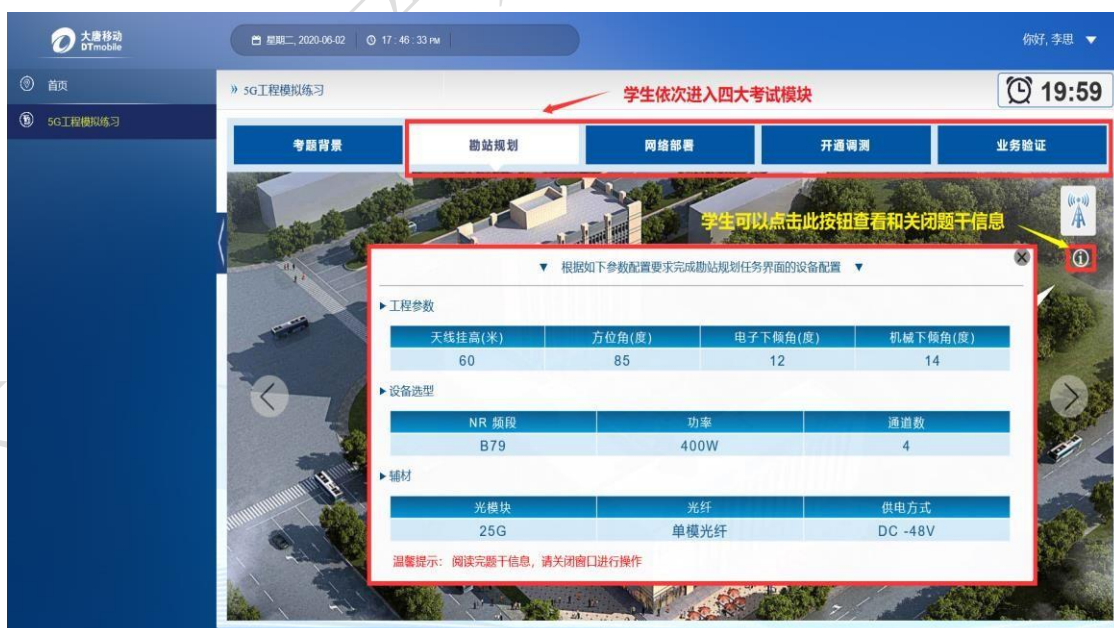 大唐移动
DTmobile
星期二, 2020-06-02 17 : 46 : 33 PM
你好, 李思
首页
5G工程模拟练习
» 5G工程模拟练习
学生依次进入四大考试模块
19:59
考题背景 勘站规划 网络部署 开通调测 业务验证
学生可以点击此按钮查看和关闭题干信息
▼ 根据如下参数配置要求完成勘站规划任务界面的设备配置 ▼
工程参数
天线挂高(米) 方位角(度) 电子下倾角(度) 机械下倾角(度)
60 85 12 14
设备选型
NR 频段 功率 通道数
B79 400W 4
辅材
光模块 光纤 供电方式
25G 单模光纤 DC -48V
温馨提示: 阅读完题干信息, 请关闭窗口进行操作